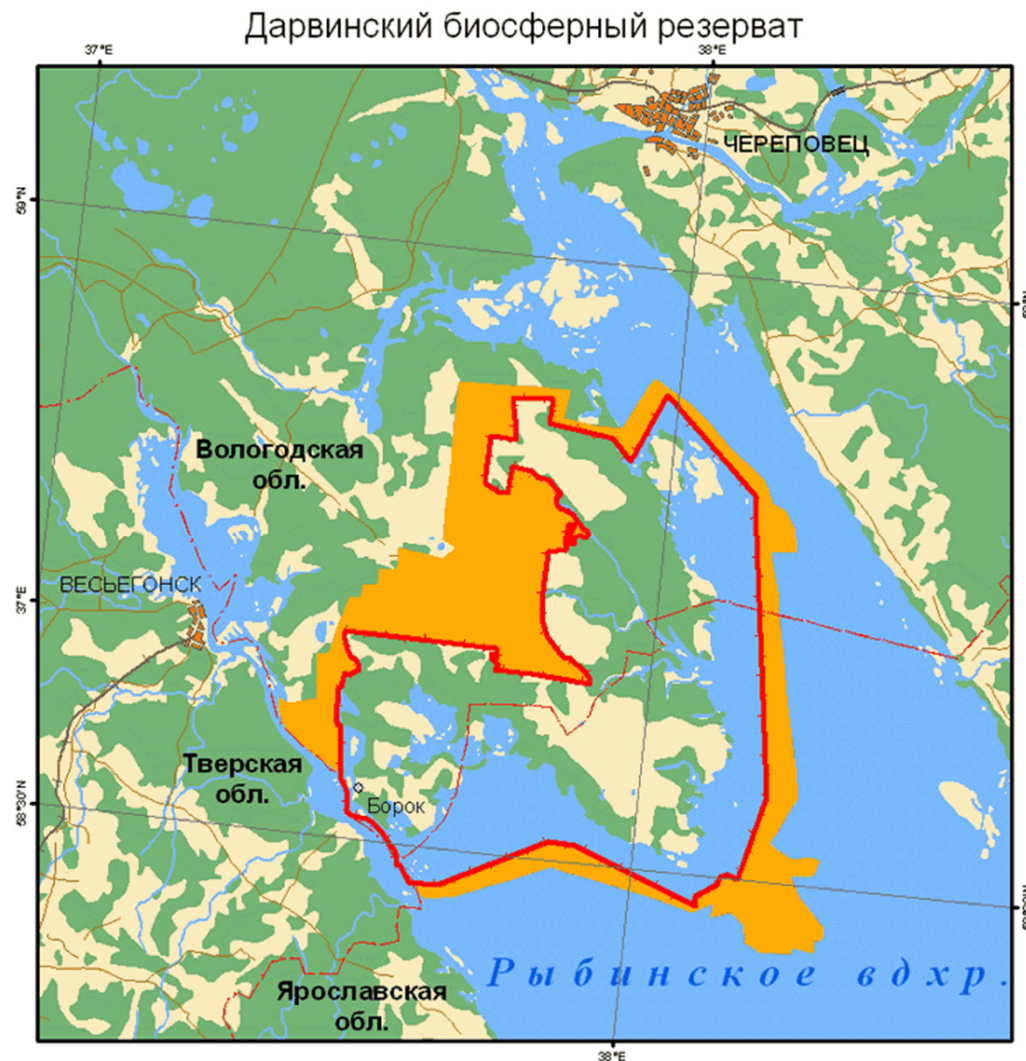 Дарвинский биосферный резерват
37°E
38°E
ЧЕРЕПОВЕЦ
59°N
Вологодская
обл.
ВЕСЬЕГОНСК
37°E
Тверская
обл.
Борок
58°30'N
Рыбинское вдхр.
Ярославская
обл.
38°E